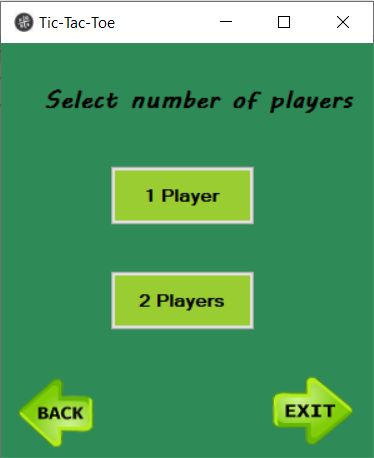 Tic-Tac-Toe
Select number of players
1 Player
2 Players
BACK
EXIT